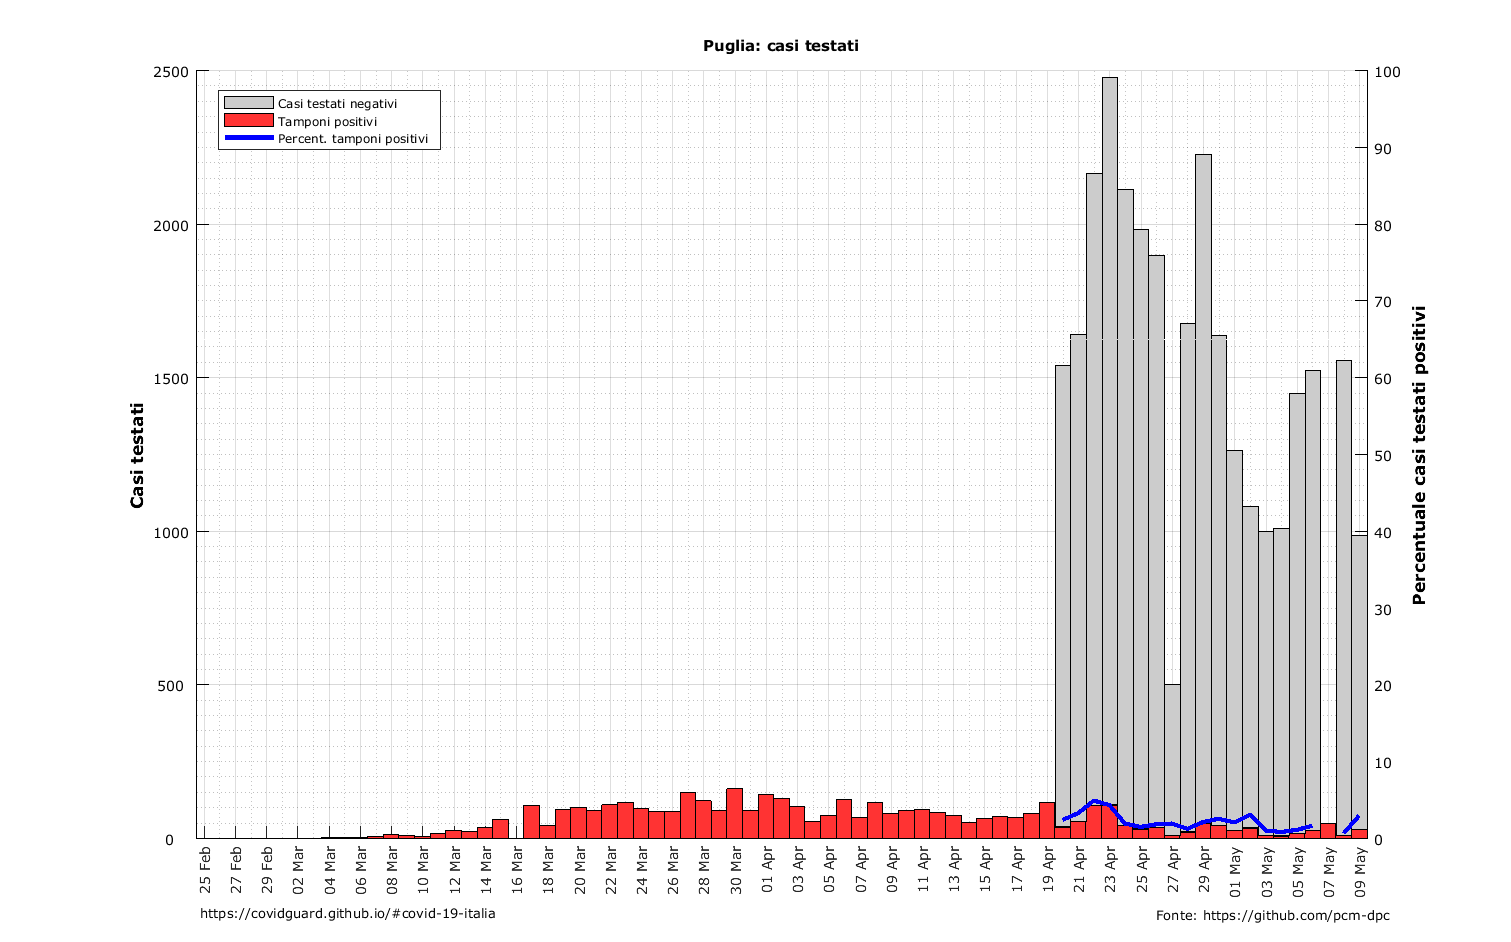 Puglia: casi testati
Casi testati negativi
Tamponi positivi
Percent. tamponi positivi
Casi testati
2500
2000
1500
1000
500
0
100
90
80
70
60
50
40
30
20
10
0
Percentuale casi testati positivi
25 Feb
27 Feb
29 Feb
02 Mar
04 Mar
06 Mar
08 Mar
10 Mar
12 Mar
14 Mar
16 Mar
18 Mar
20 Mar
22 Mar
24 Mar
26 Mar
28 Mar
30 Mar
01 Apr
03 Apr
05 Apr
07 Apr
09 Apr
11 Apr
13 Apr
15 Apr
17 Apr
19 Apr
21 Apr
23 Apr
25 Apr
27 Apr
29 Apr
01 May
03 May
05 May
07 May
09 May
https://covidguard.github.io/#covid-19-italia
Fonte: https://github.com/pcm-dpc